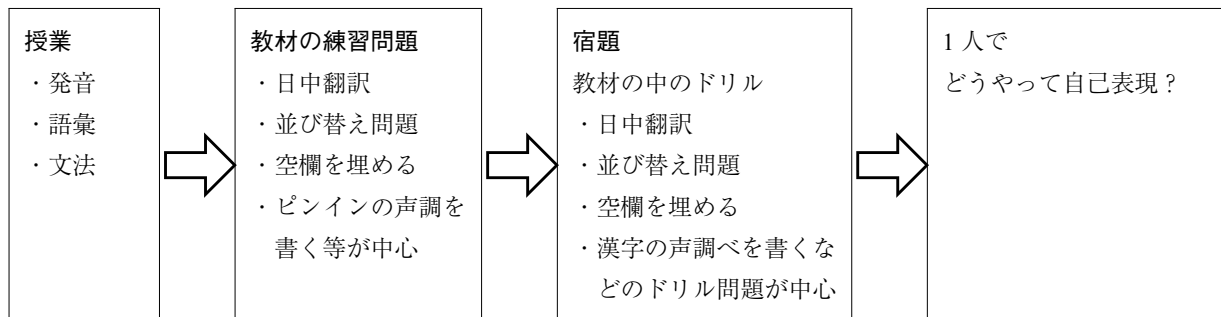 授業
・発音
・語彙
・文法
教材の練習問題
・日中翻訳
・並び替え問題
・空欄を埋める
・ピンインの声調を
書く等が中心
宿題
教材の中のドリル
・日中翻訳
・並び替え問題
・空欄を埋める
・漢字の声調べを書くな
どのドリル問題が中心
1 人で
どうやって自己表現？